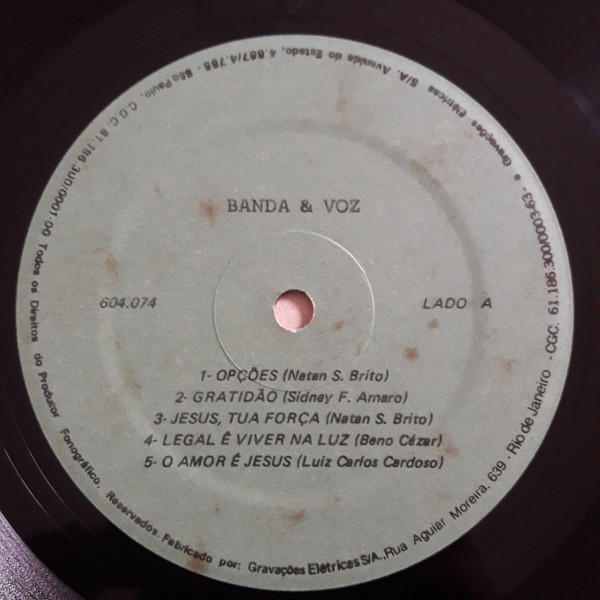 BANDA & VOZ
604.074
LADO A
1- OPÇÕES (Natan S. Brito)
2- GRATIDÃO (Sidney F. Amaro)
3- JESUS, TUA FORÇA (Natan S. Brito)
4- LEGAL É VIVER NA LUZ (Beno Cézar)
5- O AMOR É JESUS (Luiz Carlos Cardoso)
Todos os Direitos do Produtor Fonográfico. Reservados. Fabricado por: Gravações Elétricas S/A., Rua Aguiar Moreira, 639 - Rio de Janeiro - CGC. 61.186.300/0003-63 - • Gravações Elétricas S/A. Avenida do Estado, 4.667/4.755 - São Paulo. C.G.C. 61.186.300/0001-00